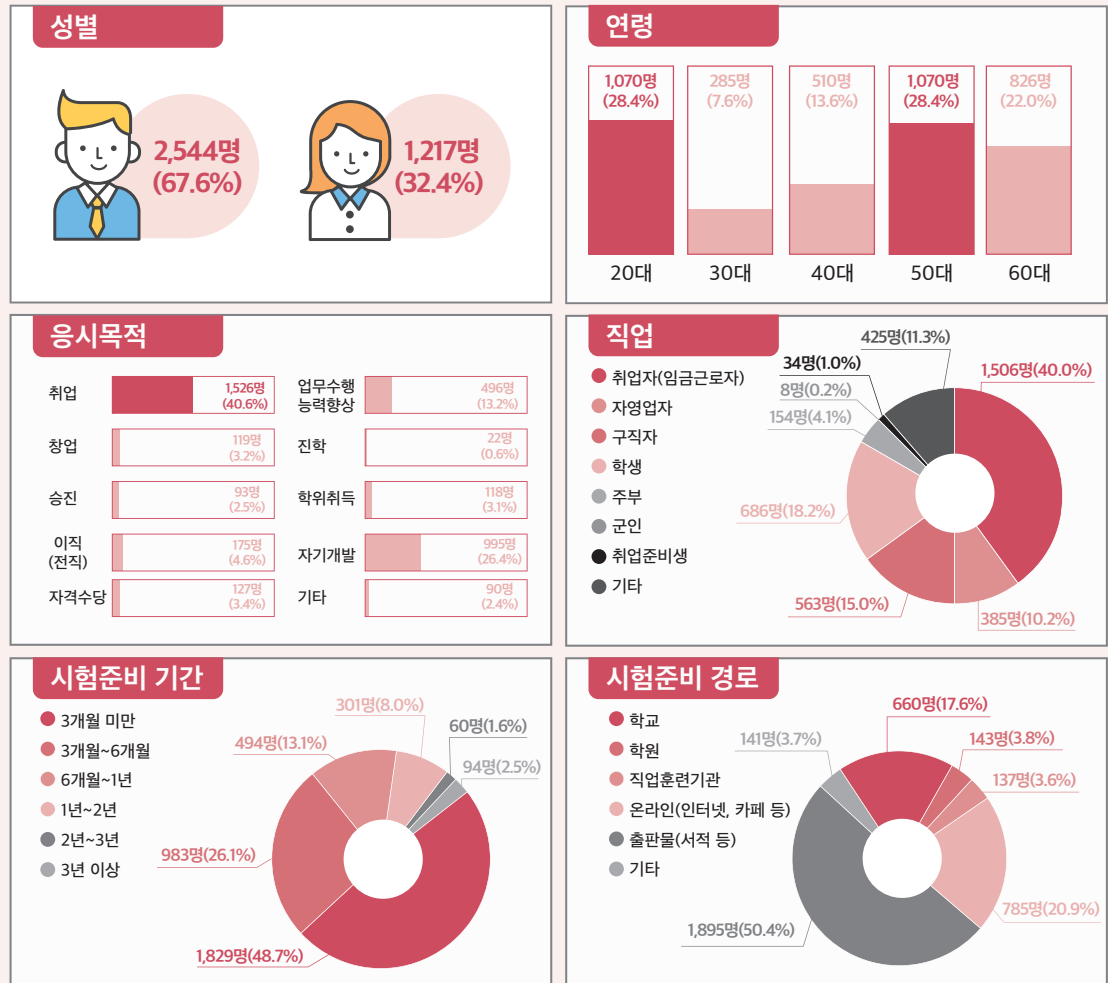 성별
2,544명
(67.6%)
1,217명
(32.4%)
연령
1,070명
(28.4%)
285명
(7.6%)
510명
(13.6%)
1,070명
(28.4%)
826명
(22.0%)
20대
30대
40대
50대
60대
응시목적
취업
1,526명
(40.6%)
창업
119명
(3.2%)
승진
93명
(2.5%)
이직
(전직)
175명
(4.6%)
자격수당
127명
(3.4%)
업무수행
능력향상
496명
(13.2%)
진학
22명
(0.6%)
학위취득
118명
(3.1%)
자기개발
995명
(26.4%)
기타
90명
(2.4%)
직업
취업자(임금근로자)
자영업자
구직자
학생
주부
군인
취업준비생
기타
425명(11.3%)
34명(1.0%)
8명(0.2%)
154명(4.1%)
1,506명(40.0%)
686명(18.2%)
563명(15.0%)
385명(10.2%)
시험준비 기간
3개월 미만
3개월~6개월
6개월~1년
1년~2년
2년~3년
3년 이상
301명(8.0%)
60명(1.6%)
494명(13.1%)
94명(2.5%)
983명(26.1%)
1,829명(48.7%)
시험준비 경로
학교
학원
직업훈련기관
온라인(인터넷, 카페 등)
출판물(서적 등)
기타
660명(17.6%)
141명(3.7%)
143명(3.8%)
137명(3.6%)
785명(20.9%)
1,895명(50.4%)